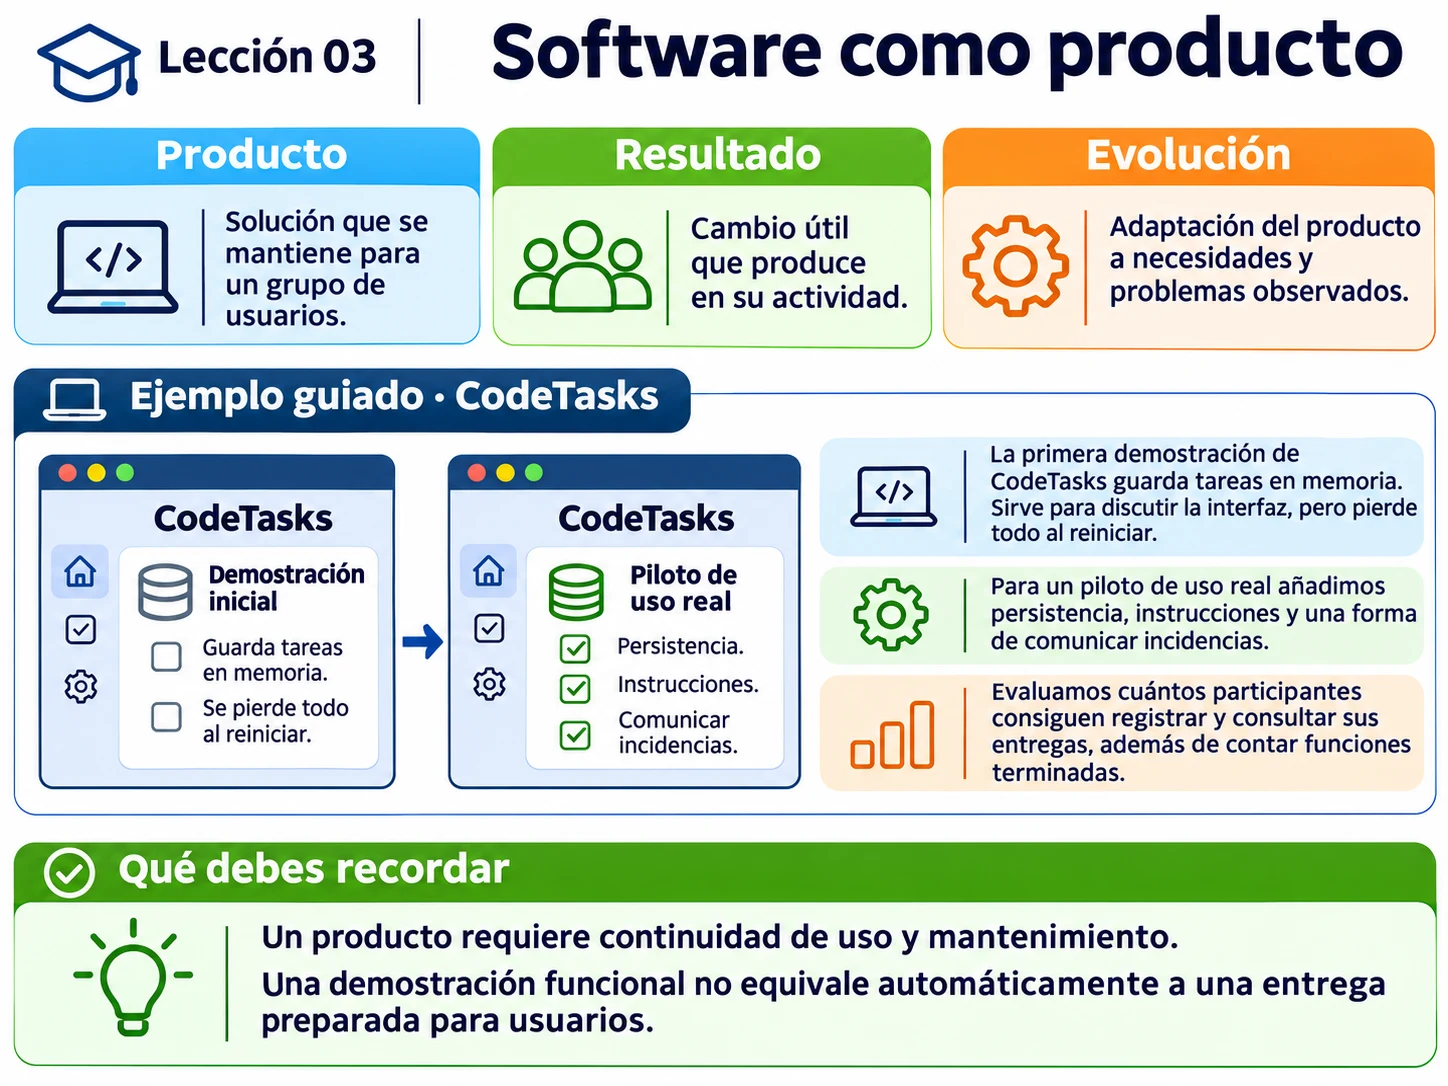 Lección 03
Software como producto
Producto
Solución que se
mantiene para
un grupo de
usuarios.
Resultado
Cambio útil
que produce
en su actividad.
Evolución
Adaptación del producto
a necesidades y
problemas observados.
Ejemplo guiado · CodeTasks
CodeTasks
Demostración
inicial
Guarda tareas
en memoria.
Se pierde todo
al reiniciar.
CodeTasks
Piloto de
uso real
Persistencia.
Instrucciones.
Comunicar
incidencias.
</>
La primera demostración de
CodeTasks guarda tareas en memoria.
Sirve para discutir la interfaz, pero pierde
todo al reiniciar.
Para un piloto de uso real añadimos
persistencia, instrucciones y una forma
de comunicar incidencias.
Evaluamos cuántos participantes
consiguen registrar y consultar sus
entregas, además de contar funciones
terminadas.
Qué debes recordar
Un producto requiere continuidad de uso y mantenimiento.
Una demostración funcional no equivale automáticamente a una entrega
preparada para usuarios.